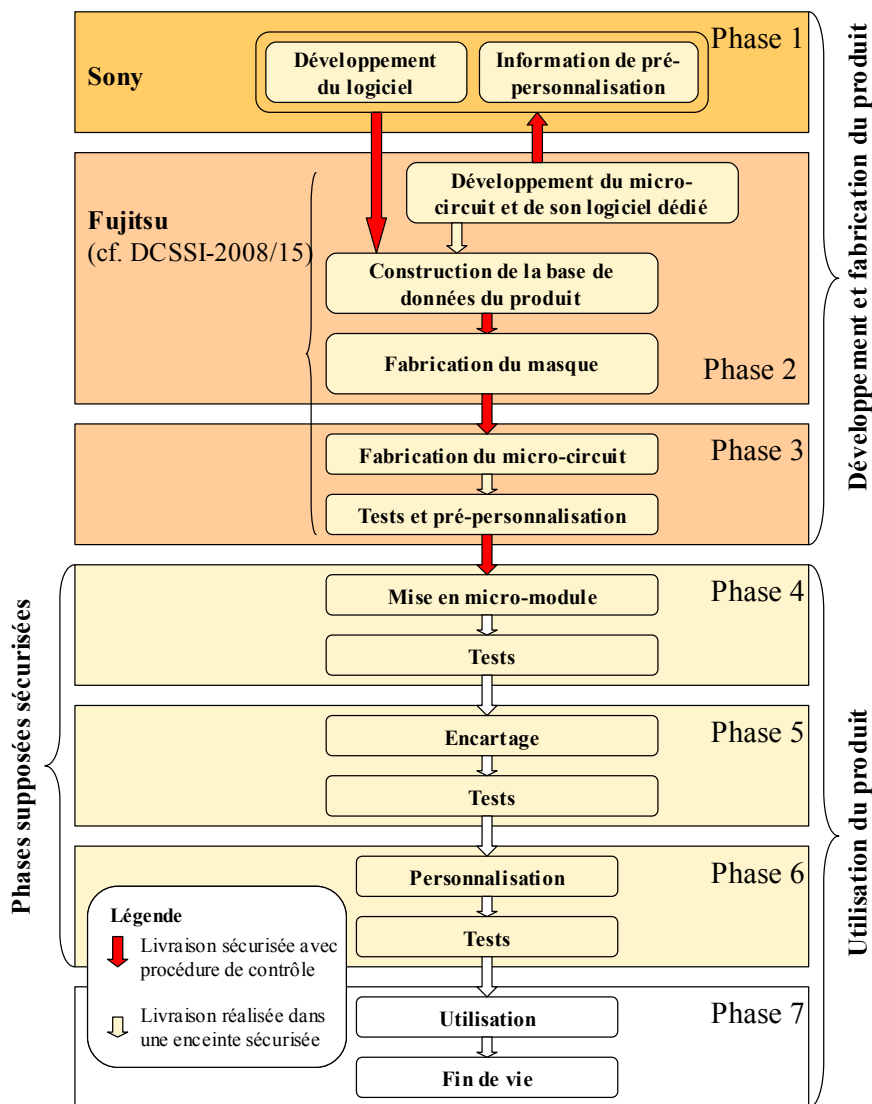 Phase 1
Sony
Développement
du logiciel
Information de pré-
personnalisation
Développement du micro-
circuit et de son logiciel dédié
Fujitsu
(cf. DCSSI-2008/15)
Construction de la base de
données du produit
Fabrication du masque
Phase 2
Phase 3
Fabrication du micro-circuit
Tests et pré-personnalisation
Développement et fabrication du produit
Phase 4
Mise en micro-module
Tests
Phase 5
Encartage
Tests
Phase 6
Personnalisation
Tests
Phases supposées sécurisées
Légende
Livraison sécurisée avec
procédure de contrôle
Livraison réalisée dans
une enceinte sécurisée
Phase 7
Utilisation
Fin de vie
Utilisation du produit